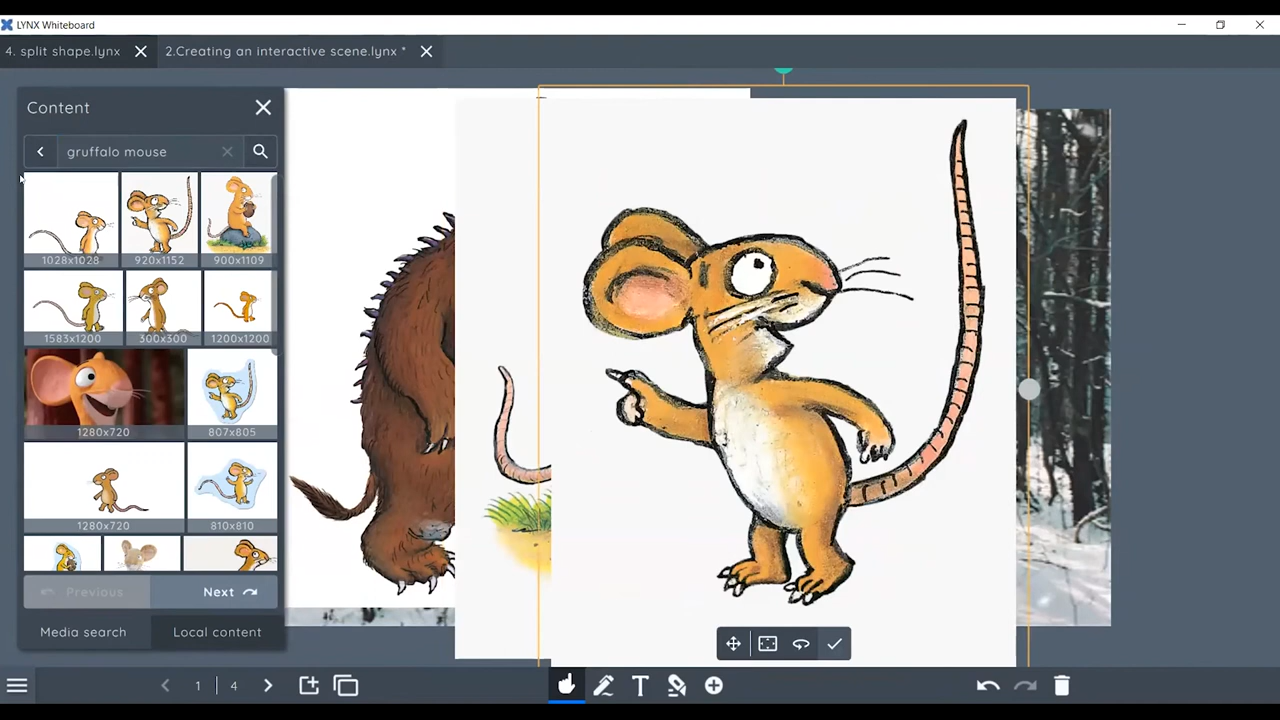 LYNX Whiteboard
4. split shape.lynx
2.Creating an interactive scene.lynx *
Content
gruffalo mouse
1028x1028
920x1152
900x1109
1583x1200
300x300
1200x1200
1280x720
807x805
1280x720
810x810
Previous
Next
Media search
Local content
1
4
T